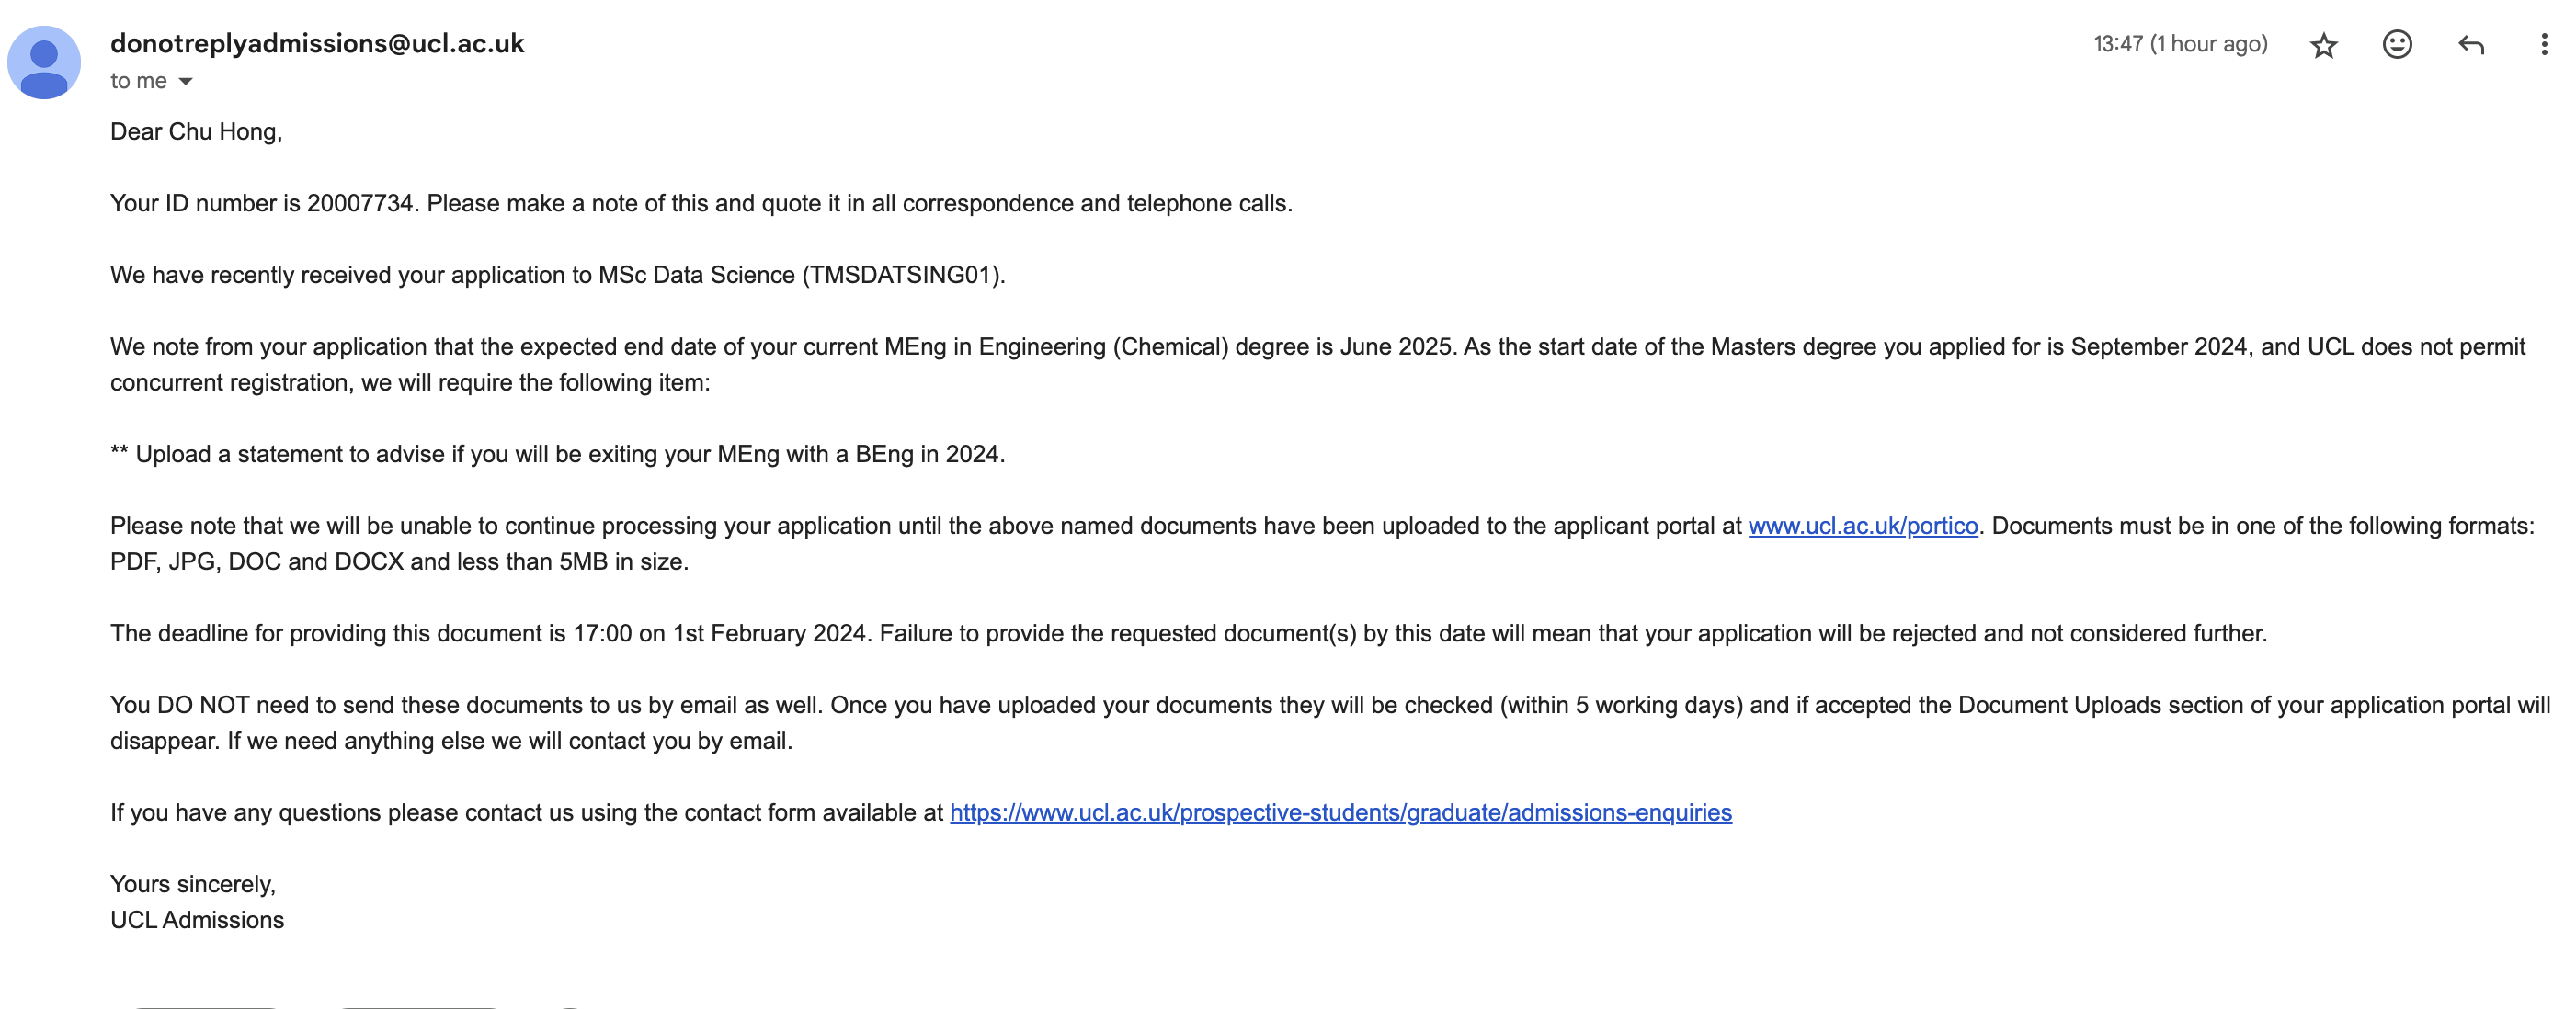 donotreplyadmissions@ucl.ac.uk
13:47 (1 hour ago)
to me
Dear Chu Hong,
Your ID number is 20007734. Please make a note of this and quote it in all correspondence and telephone calls.
We have recently received your application to MSc Data Science (TMSDATSING01).
We note from your application that the expected end date of your current MEng in Engineering (Chemical) degree is June 2025. As the start date of the Masters degree you applied for is September 2024, and UCL does not permit
concurrent registration, we will require the following item:
** Upload a statement to advise if you will be exiting your MEng with a BEng in 2024.
Please note that we will be unable to continue processing your application until the above named documents have been uploaded to the applicant portal at www.ucl.ac.uk/portico. Documents must be in one of the following formats:
PDF, JPG, DOC and DOCX and less than 5MB in size.
The deadline for providing this document is 17:00 on 1st February 2024. Failure to provide the requested document(s) by this date will mean that your application will be rejected and not considered further.
You DO NOT need to send these documents to us by email as well. Once you have uploaded your documents they will be checked (within 5 working days) and if accepted the Document Uploads section of your application portal will
disappear. If we need anything else we will contact you by email.
If you have any questions please contact us using the contact form available at https://www.ucl.ac.uk/prospective-students/graduate/admissions-enquiries
Yours sincerely,
UCL Admissions